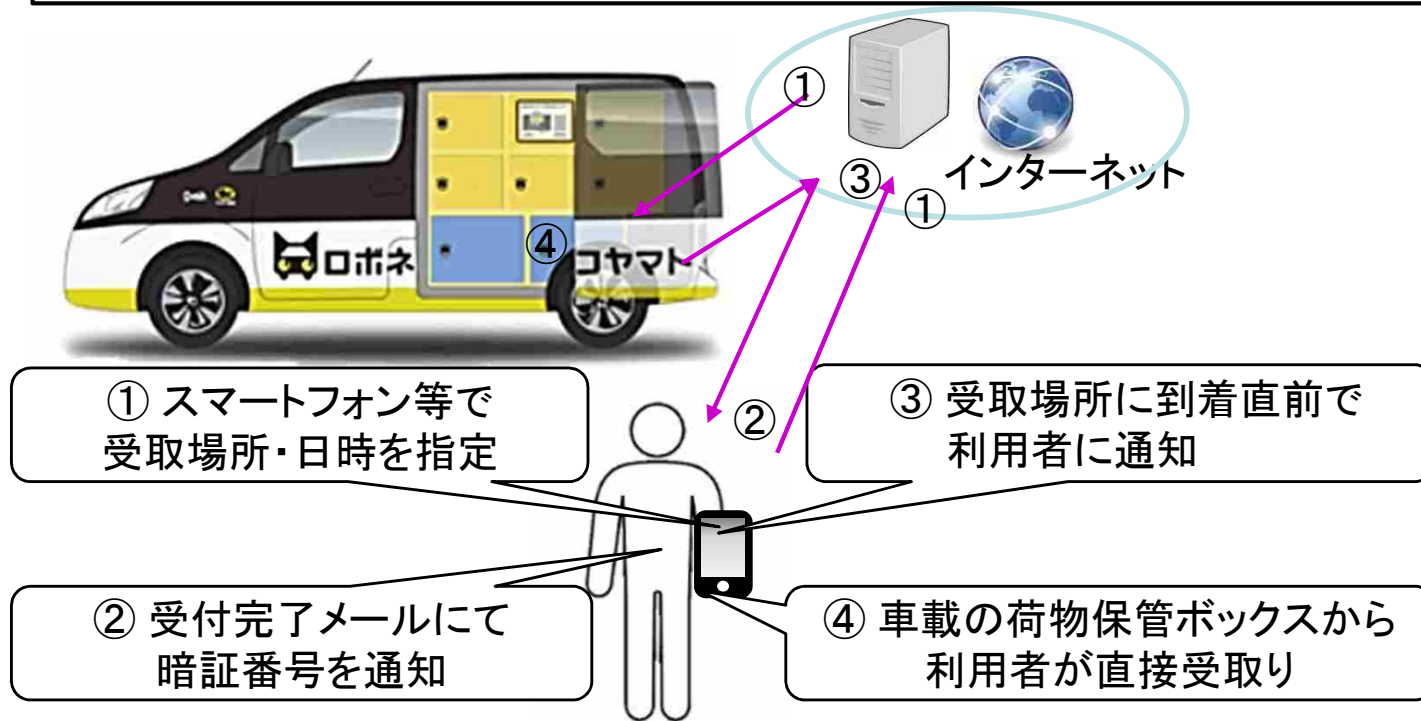 ①
③
インターネット
①
④
ロボネコヤマト
②
① スマートフォン等で
受取場所・日時を指定
③ 受取場所に到着直前で
利用者に通知
② 受付完了メールにて
暗証番号を通知
④ 車載の荷物保管ボックスから
利用者が直接受取り